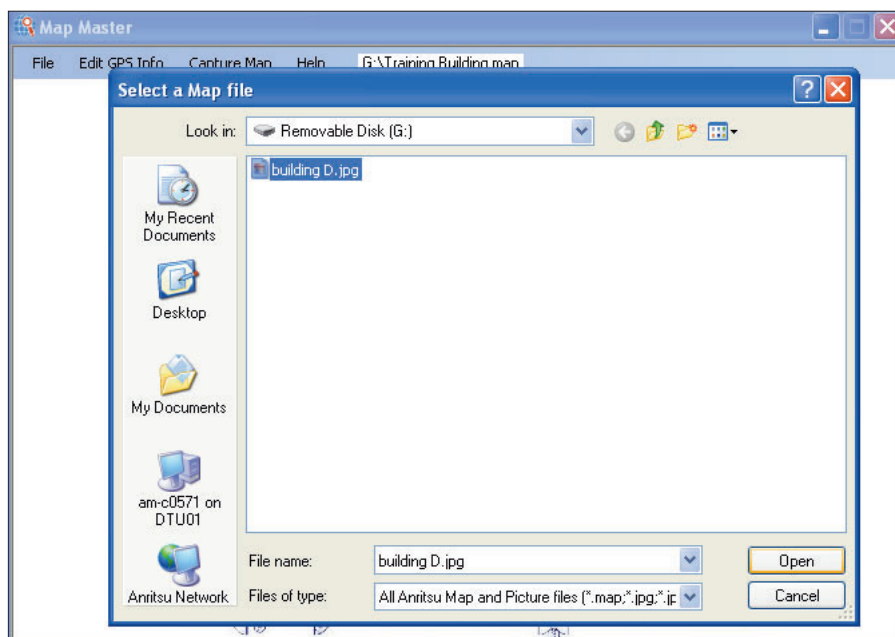 Map Master
File Edit GPS Info Capture Map Help G:\Training Building.map
Select a Map file
Look in: Removable Disk (G:)
building D.jpg
My Recent
Documents
Desktop
My Documents
am-c0571 on
DTU01
Anritsu Network
File name: building D.jpg Open
Files of type: All Anritsu Map and Picture files (*.map;*.jpg;*.jp Cancel